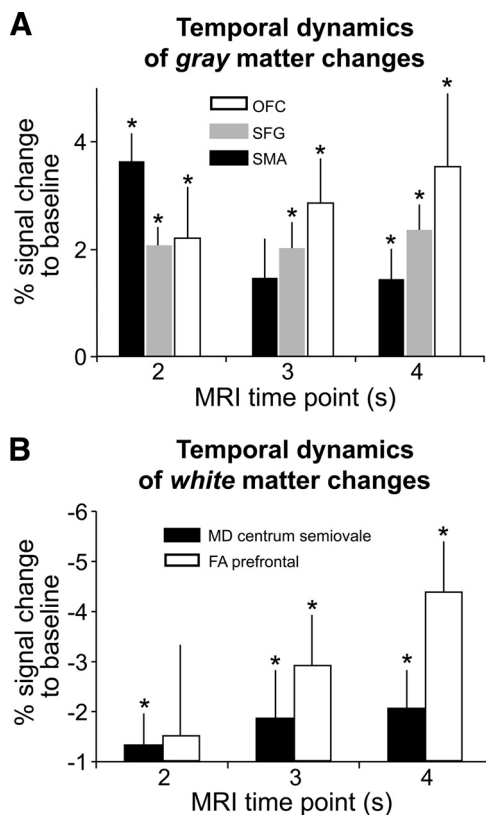 A
Temporal dynamics
of gray matter changes
OFC
SFG
SMA
% signal change
to baseline
4
2
0
* * *
* *
* * *
2 3 4
MRI time point (s)
B
Temporal dynamics
of white matter changes
MD centrum semiovale
FA prefrontal
% signal change
to baseline
-6
-5
-4
-3
-2
-1
*
* *
* *
2 3 4
MRI time point (s)